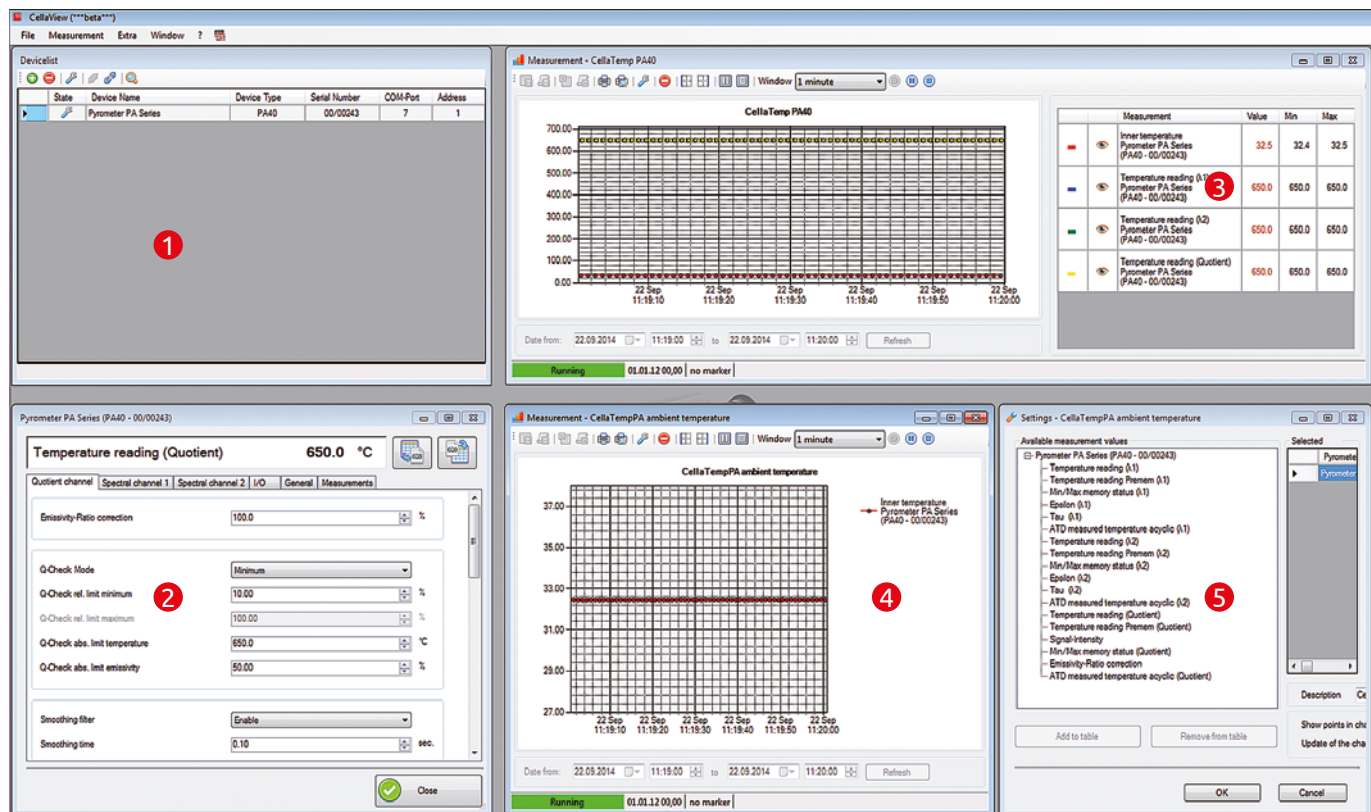 CellaView (***beta***)
File Measurement Extra Window ?
Devicelist
State Device Name Device Type Serial Number COM-Port Address
Pyrometer PA Series PA40 00/00243 7 1
1
Measurement - CellaTemp PA40
Window 1 minute
CellaTemp PA40
700.00
600.00
500.00
400.00
300.00
200.00
100.00
0.00
22 Sep 22 Sep 22 Sep 22 Sep 22 Sep 22 Sep
11:19:10 11:19:20 11:19:30 11:19:40 11:19:50 11:20:00
Measurement Value Min Max
Inner temperature
Pyrometer PA Series
(PA40 - 00/00243)
32.5 32.4 32.5
Temperature reading (λ1)
Pyrometer PA Series
(PA40 - 00/00243)
650.0 650.0 650.0
3
Temperature reading (λ2)
Pyrometer PA Series
(PA40 - 00/00243)
650.0 650.0 650.0
Temperature reading (Quotient)
Pyrometer PA Series
(PA40 - 00/00243)
650.0 650.0 650.0
Date from: 22.09.2014 11:19:00 to 22.09.2014 11:20:00 Refresh
Running 01.01.12 00,00 no marker
Pyrometer PA Series (PA40 - 00/00243)
Temperature reading (Quotient) 650.0 °C
Quotient channel Spectral channel 1 Spectral channel 2 I/O General Measurements
Emissivity-Ratio correction 100.0 %
Q-Check Mode Minimum
Q-Check rel. limit minimum 10.00 %
2
Q-Check rel. limit maximum 100.00 %
Q-Check abs. limit temperature 650.0 °C
Q-Check abs. limit emissivity 50.00 %
Smoothing filter Enable
Smoothing time 0.10 sec.
Close
Measurement - CellaTempPA ambient temperature
Window 1 minute
CellaTempPA ambient temperature
37.00
35.00
33.00
31.00
29.00
27.00
22 Sep 22 Sep 22 Sep 22 Sep 22 Sep 22 Sep
11:19:10 11:19:20 11:19:30 11:19:40 11:19:50 11:20:00
Inner temperature
Pyrometer PA Series
(PA40 - 00/00243)
4
Date from: 22.09.2014 11:19:00 to 22.09.2014 11:20:00 Refresh
Running 01.01.12 00,00 no marker
Settings - CellaTempPA ambient temperature
Available measurement values
Pyrometer PA Series (PA40 - 00/00243)
Temperature reading (λ1)
Temperature reading Premem (λ1)
Min/Max memory status (λ1)
Epsilon (λ1)
Tau (λ1)
ATD measured temperature acyclic (λ1)
Temperature reading (λ2)
Temperature reading Premem (λ2)
Min/Max memory status (λ2)
Epsilon (λ2)
Tau (λ2)
ATD measured temperature acyclic (λ2)
Temperature reading (Quotient)
Temperature reading Premem (Quotient)
Signal-Intensity
Min/Max memory status (Quotient)
Emissivity-Ratio correction
ATD measured temperature acyclic (Quotient)
5
Add to table Remove from table
Selected
Pyromete
Pyrometer
Description Ce
Show points in cha
Update of the cha
OK Cancel